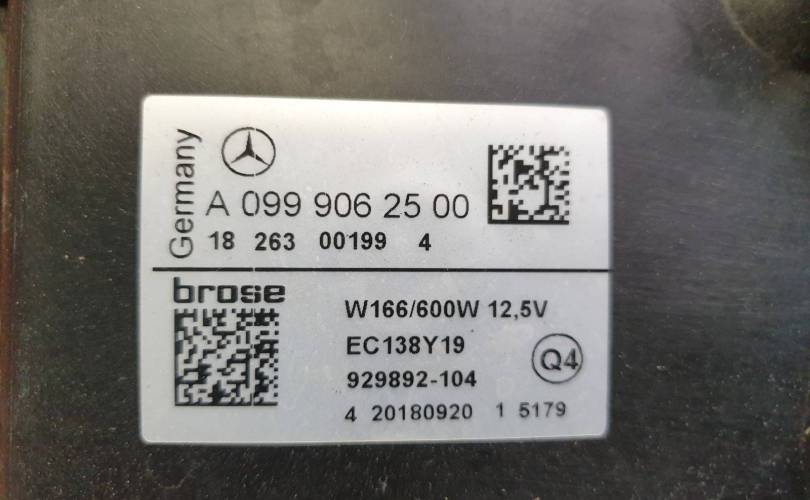 Germany
A 099 906 25 00
18 263 00199 4
brose
W166/600W 12,5V
EC138Y19
Q4
929892-104
4 20180920 1 5179